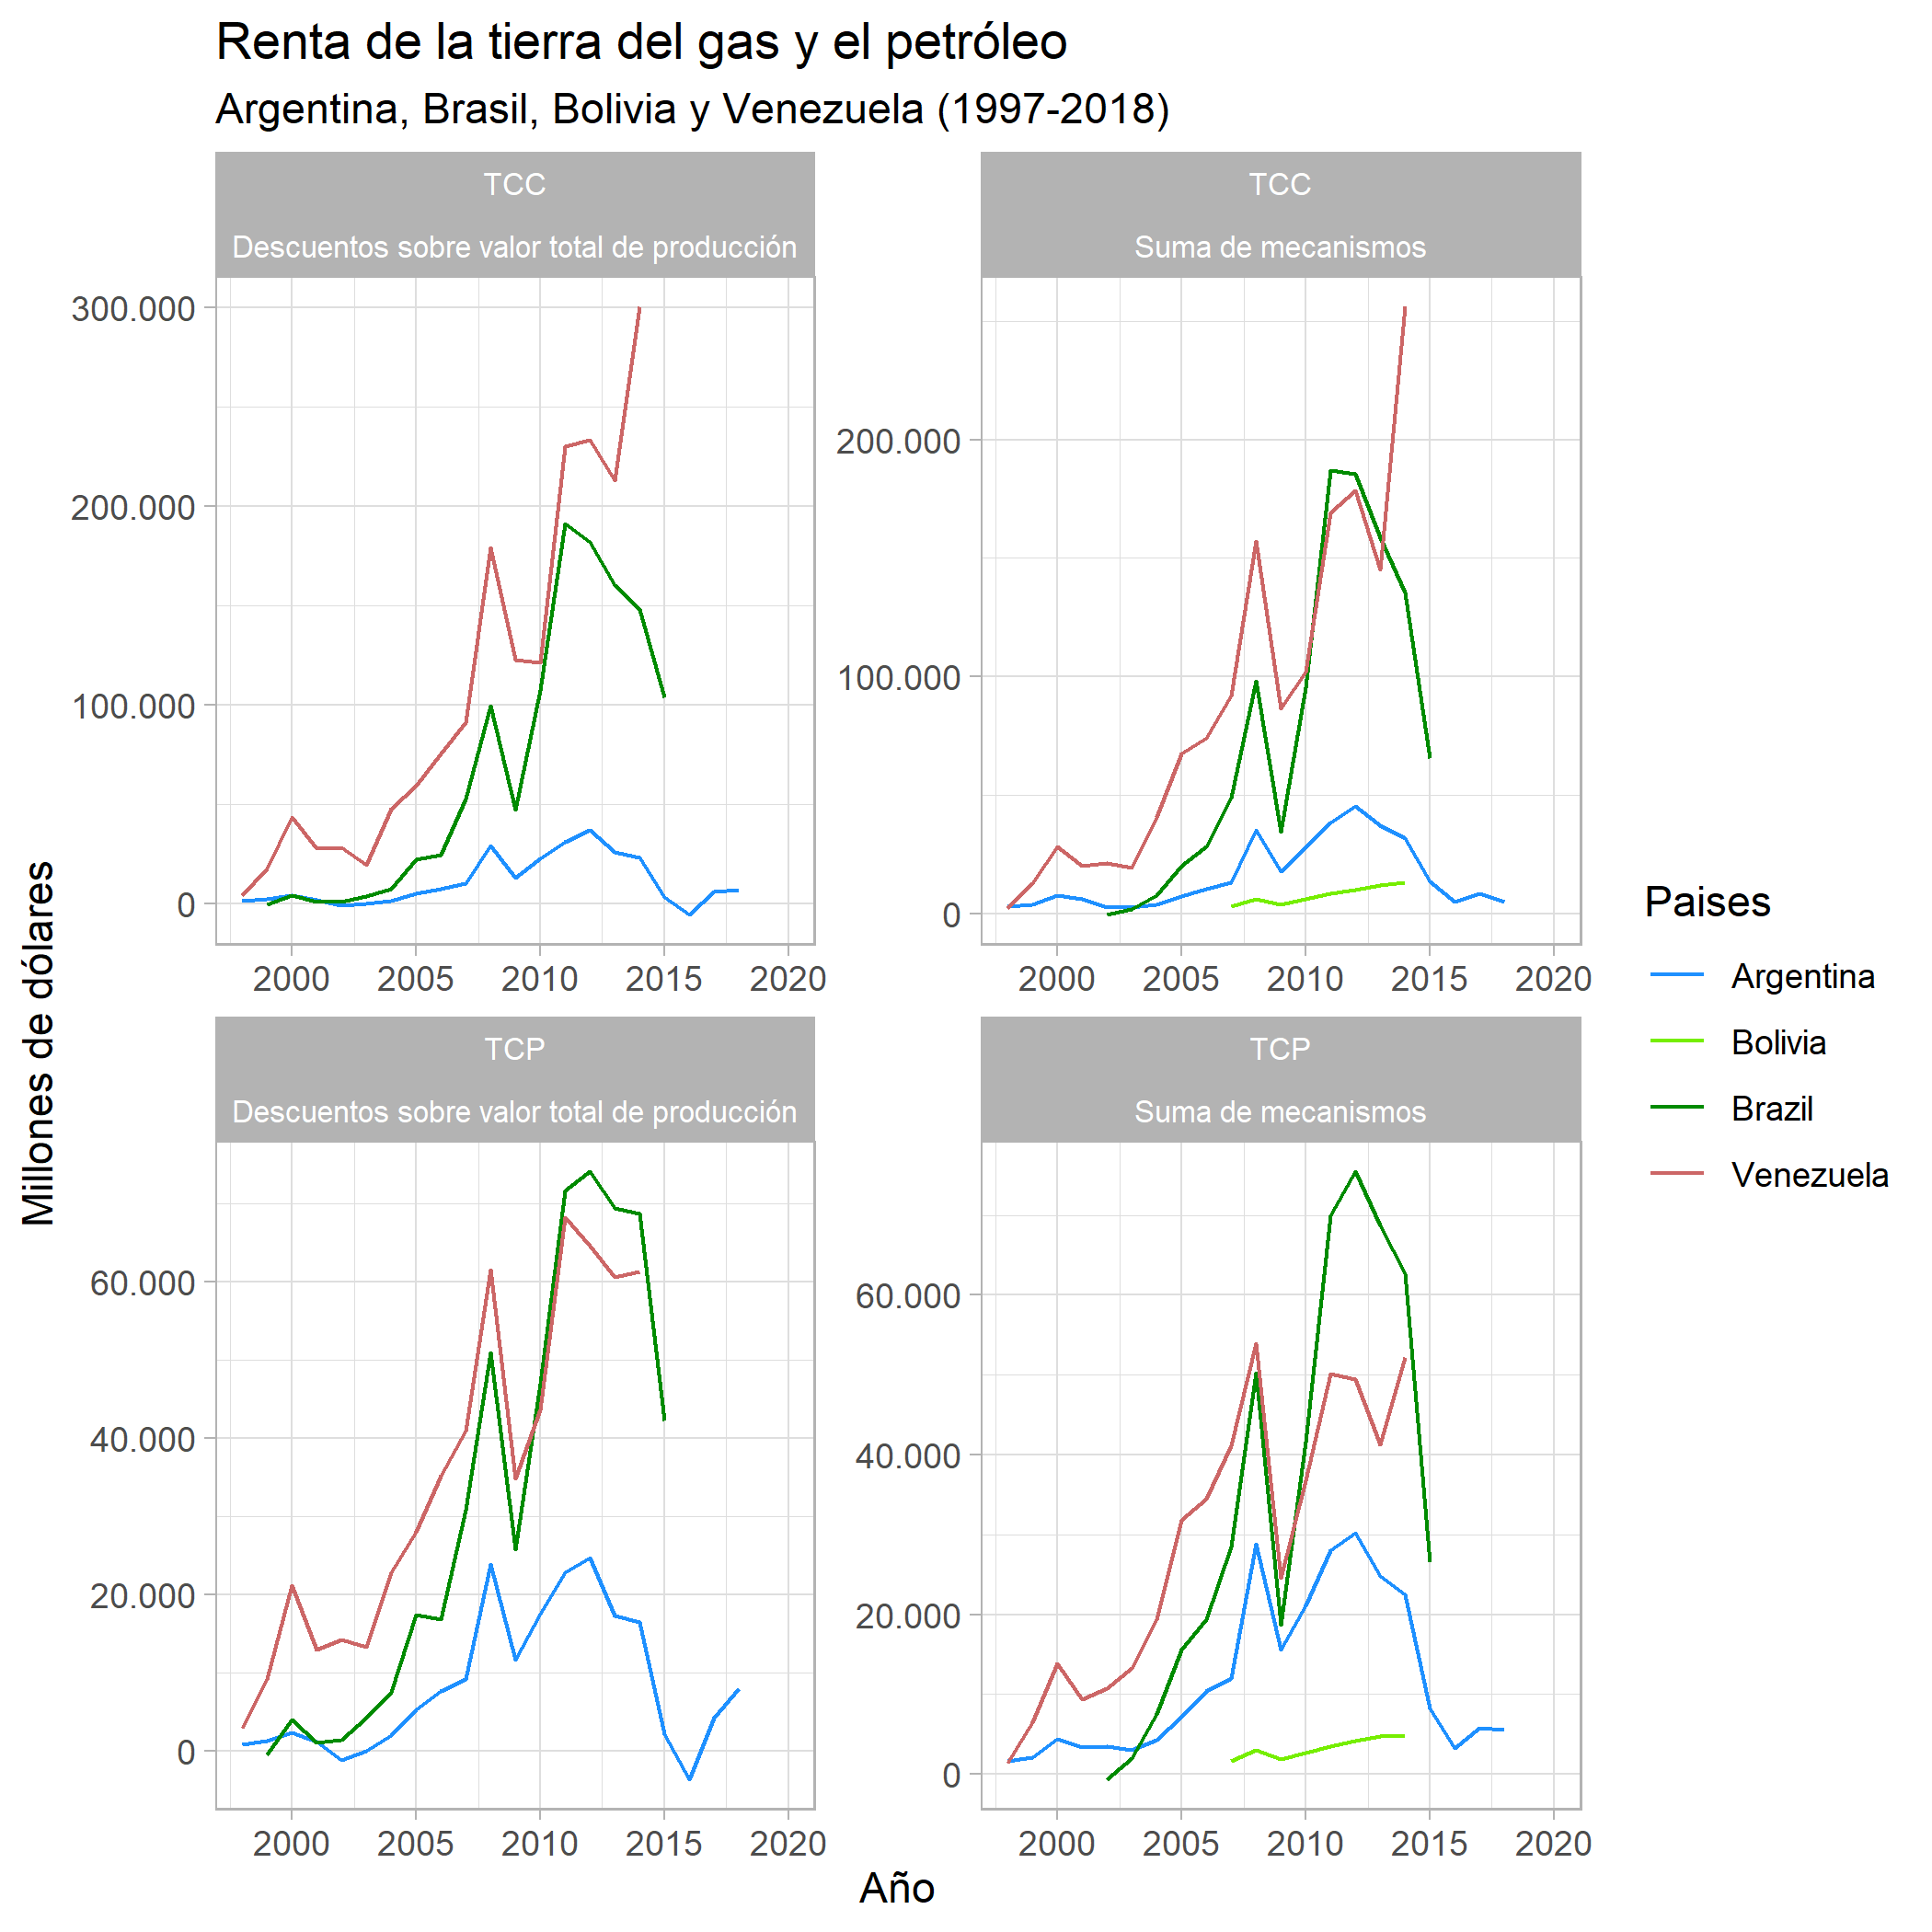 Renta de la tierra del gas y el petróleo
Argentina, Brasil, Bolivia y Venezuela (1997-2018)
TCC
Descuentos sobre valor total de producción
300.000
200.000
100.000
0
2000 2005 2010 2015 2020
TCC
Suma de mecanismos
200.000
100.000
0
2000 2005 2010 2015 2020
TCP
Descuentos sobre valor total de producción
60.000
40.000
20.000
0
2000 2005 2010 2015 2020
TCP
Suma de mecanismos
60.000
40.000
20.000
0
2000 2005 2010 2015 2020
Millones de dólares
Año
Paises
Argentina
Bolivia
Brazil
Venezuela